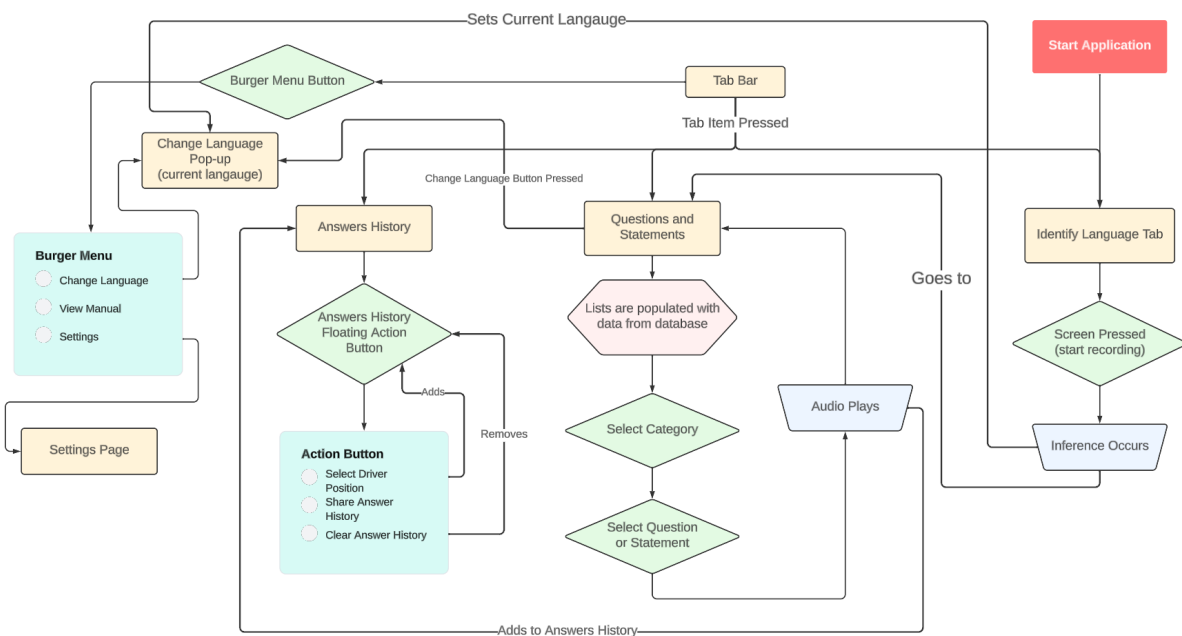 Sets Current Langauge
Start Application
Burger Menu Button
Tab Bar
Tab Item Pressed
Change Language
Pop-up
(current langauge)
Change Language Button Pressed
Answers History
Questions and
Statements
Identify Language Tab
Burger Menu
Change Language
View Manual
Settings
Goes to
Answers History
Floating Action
Button
Lists are populated with
data from database
Screen Pressed
(start recording)
Adds
Audio Plays
Removes
Select Category
Settings Page
Inference Occurs
Action Button
Select Driver
Position
Share Answer
History
Clear Answer History
Select Question
or Statement
Adds to Answers History